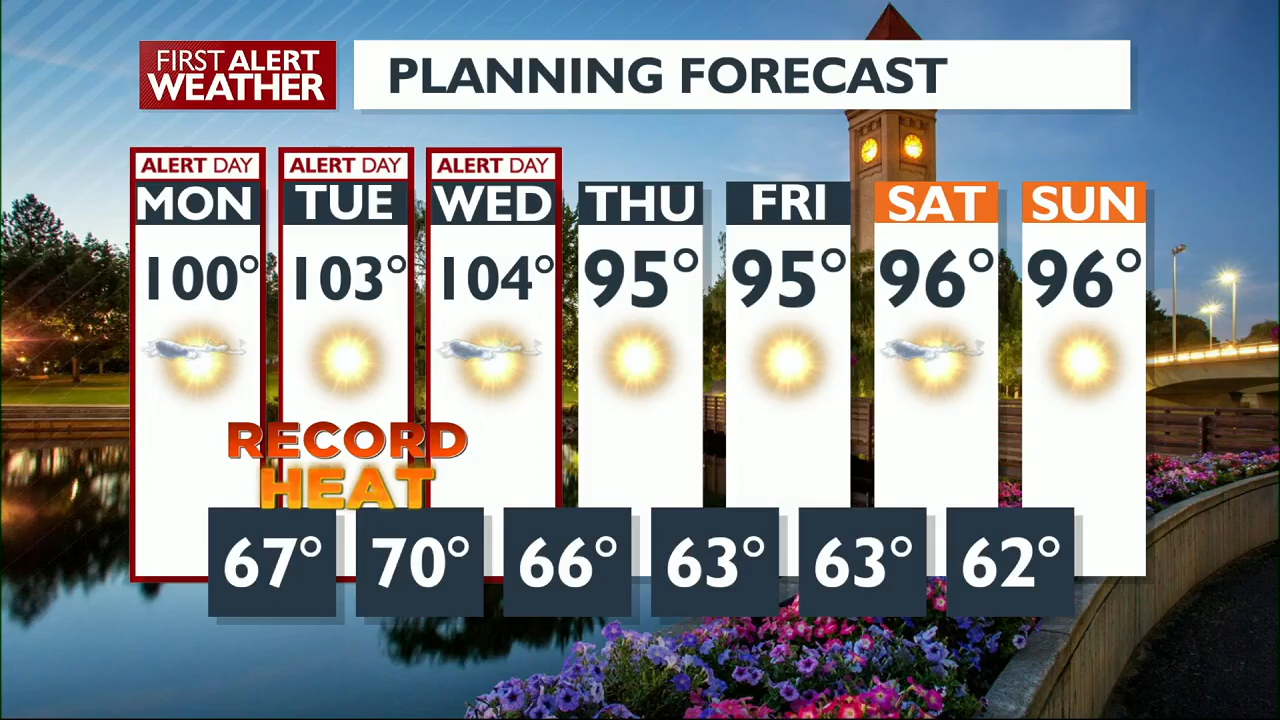 FIRST ALERT
WEATHER
PLANNING FORECAST
ALERT DAY
MON
100°
ALERT DAY
TUE
103°
ALERT DAY
WED
104°
THU
95°
FRI
95°
SAT
96°
SUN
96°
RECORD
HEAT
67° 70° 66° 63° 63° 62°